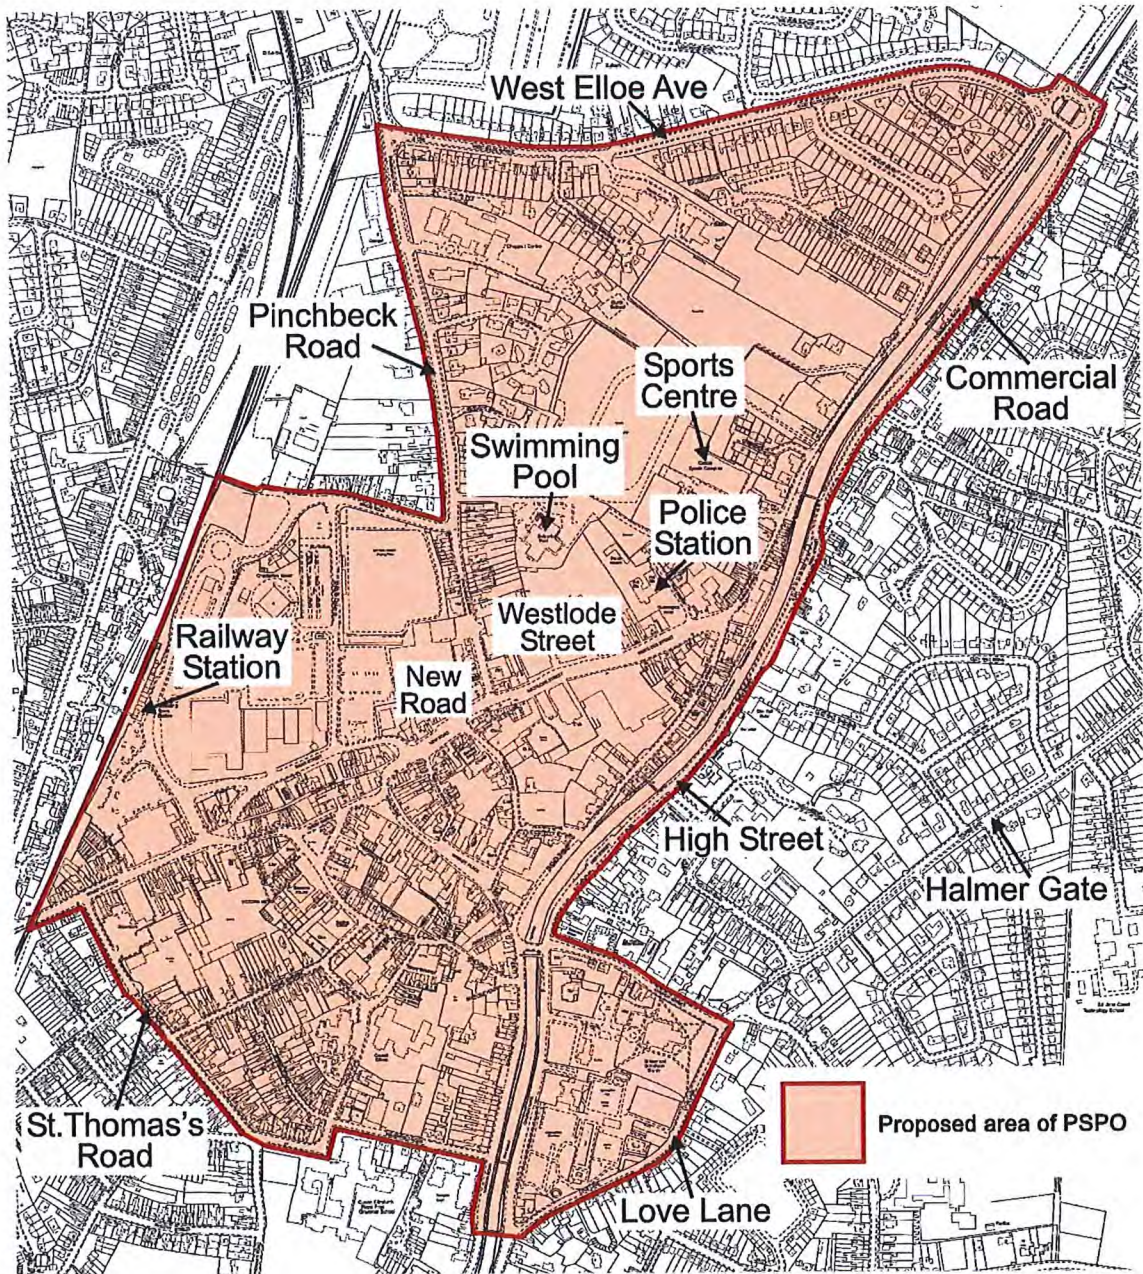 West Elloe Ave
Pinchbeck
Road
Sports
Centre
Commercial
Road
Swimming
Pool
Police
Station
Westlode
Street
Railway
Station
New
Road
High Street
Halmer Gate
St.Thomas's
Road
Love Lane
Proposed area of PSPO